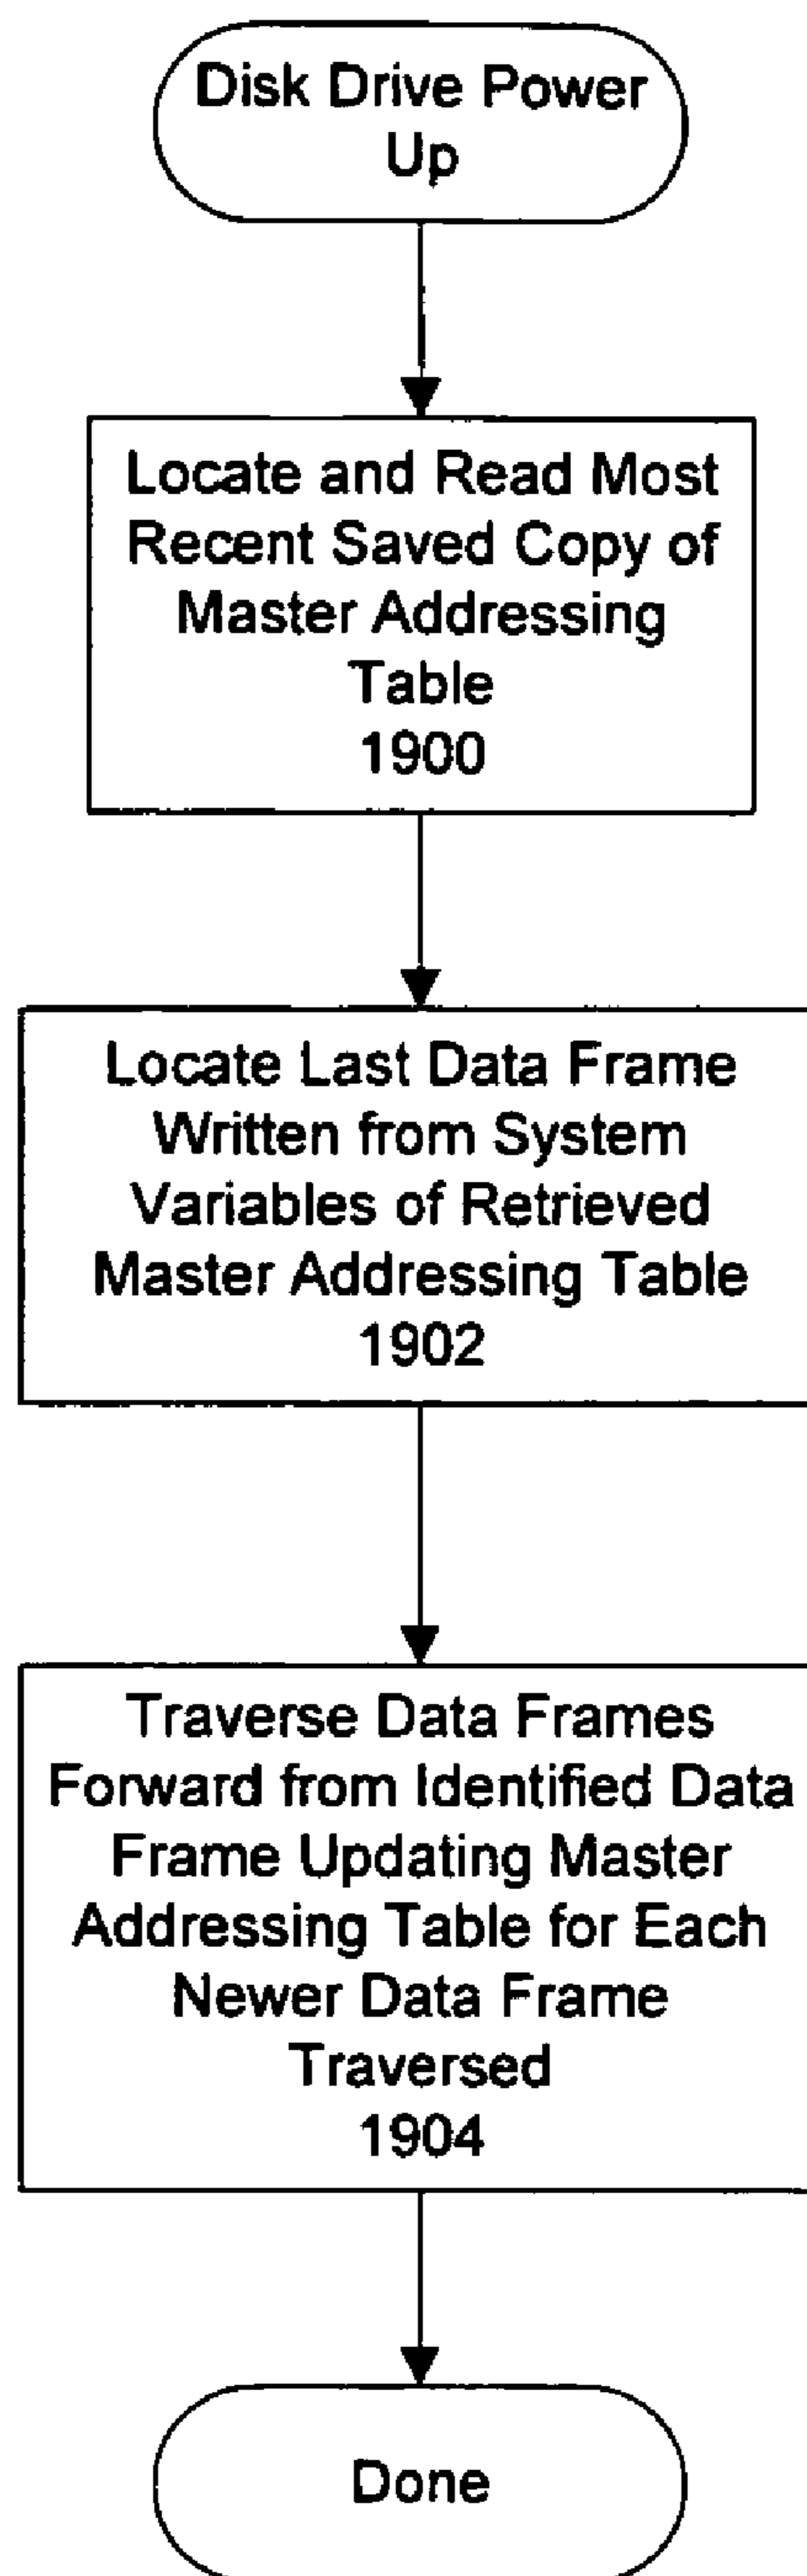 Disk Drive Power
Up
Locate and Read Most
Recent Saved Copy of
Master Addressing
Table
1900
Locate Last Data Frame
Written from System
Variables of Retrieved
Master Addressing Table
1902
Traverse Data Frames
Forward from Identified Data
Frame Updating Master
Addressing Table for Each
Newer Data Frame
Traversed
1904
Done